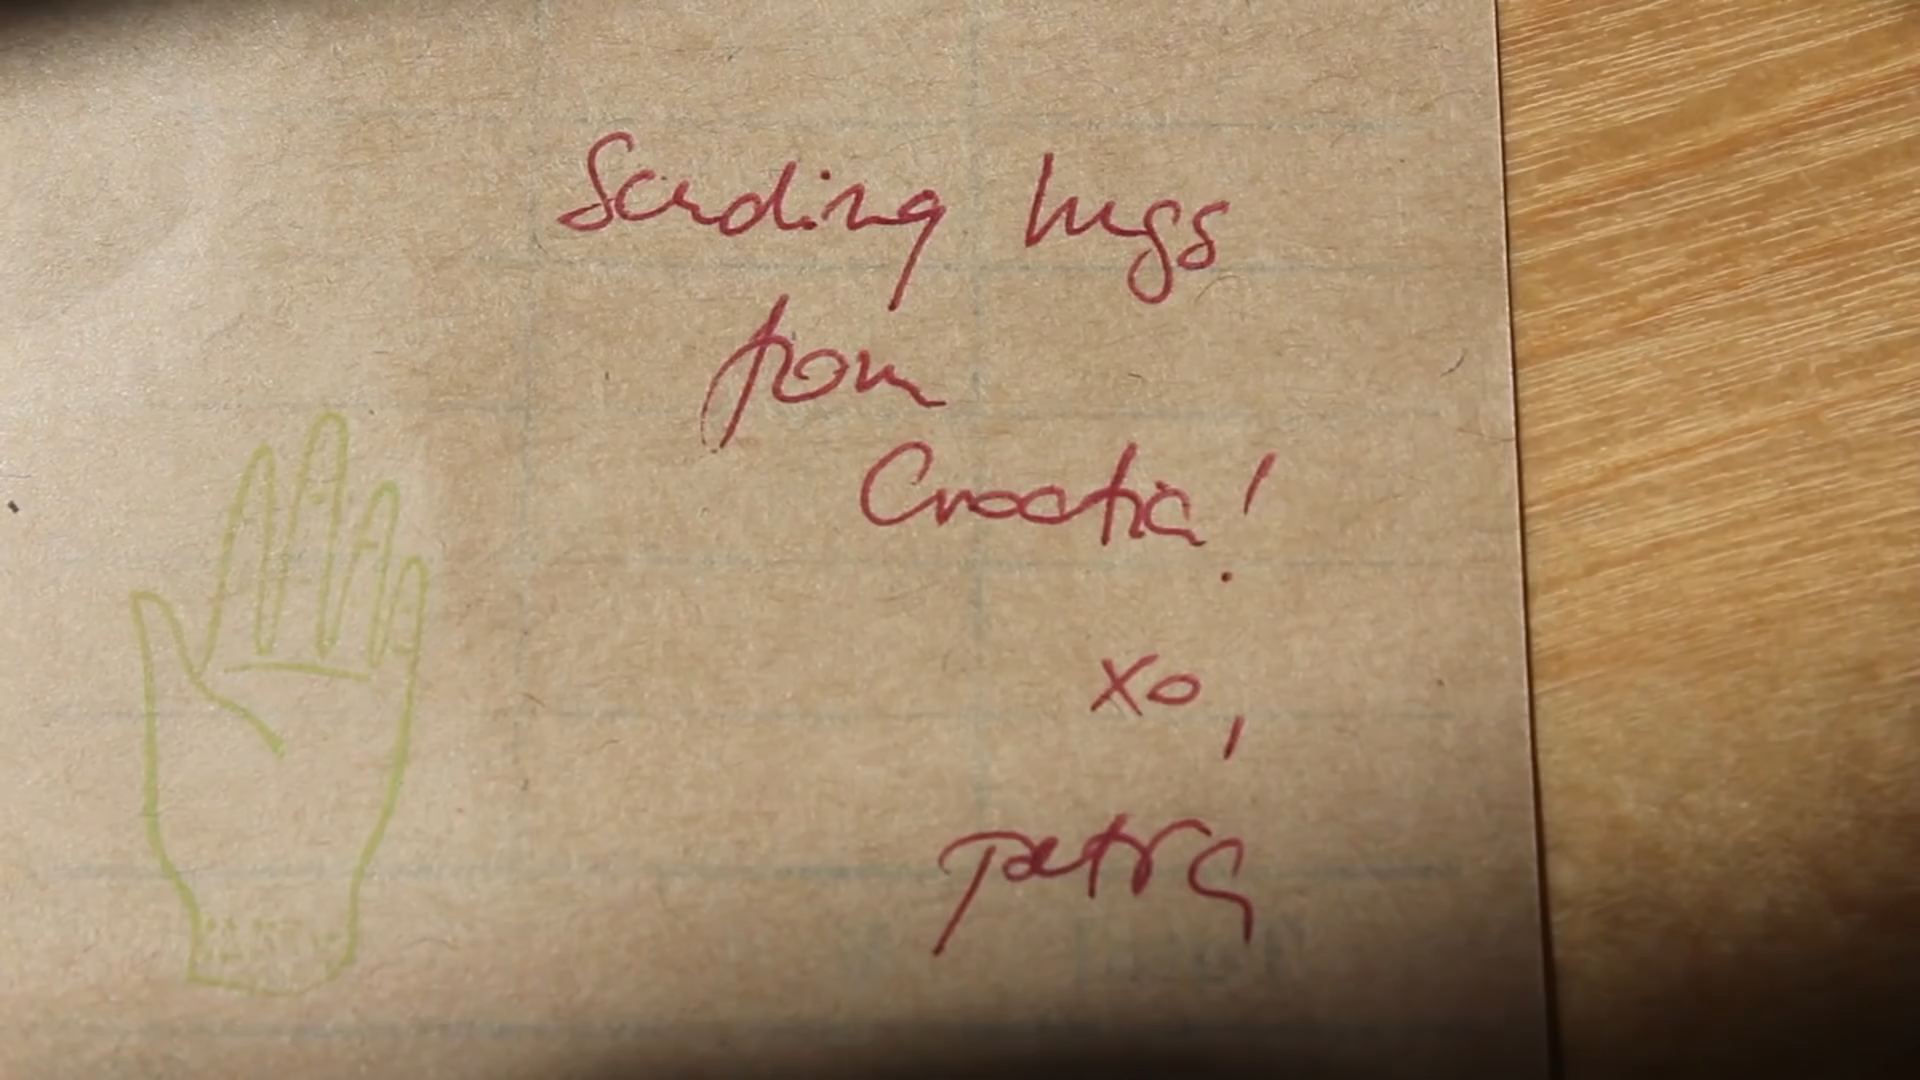 Sending hugs
from
Croatia!
xo,
petra